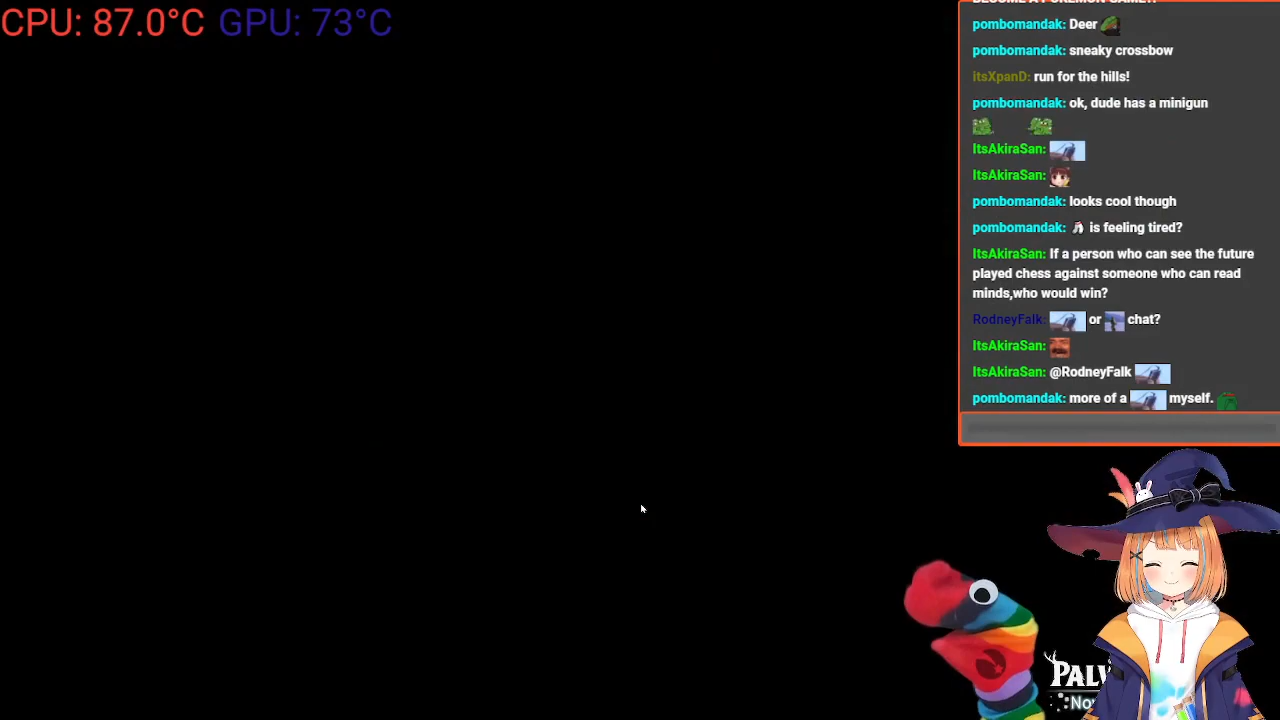 CPU: 87.0°C GPU: 73°C
pombomandak: Deer
pombomandak: sneaky crossbow
itsXpanD: run for the hills!
pombomandak: ok, dude has a minigun
ItsAkiraSan:
ItsAkiraSan:
pombomandak: looks cool though
pombomandak: is feeling tired?
ItsAkiraSan: If a person who can see the future
played chess against someone who can read
minds,who would win?
RodneyFalk: or chat?
ItsAkiraSan:
ItsAkiraSan: @RodneyFalk
pombomandak: more of a myself.